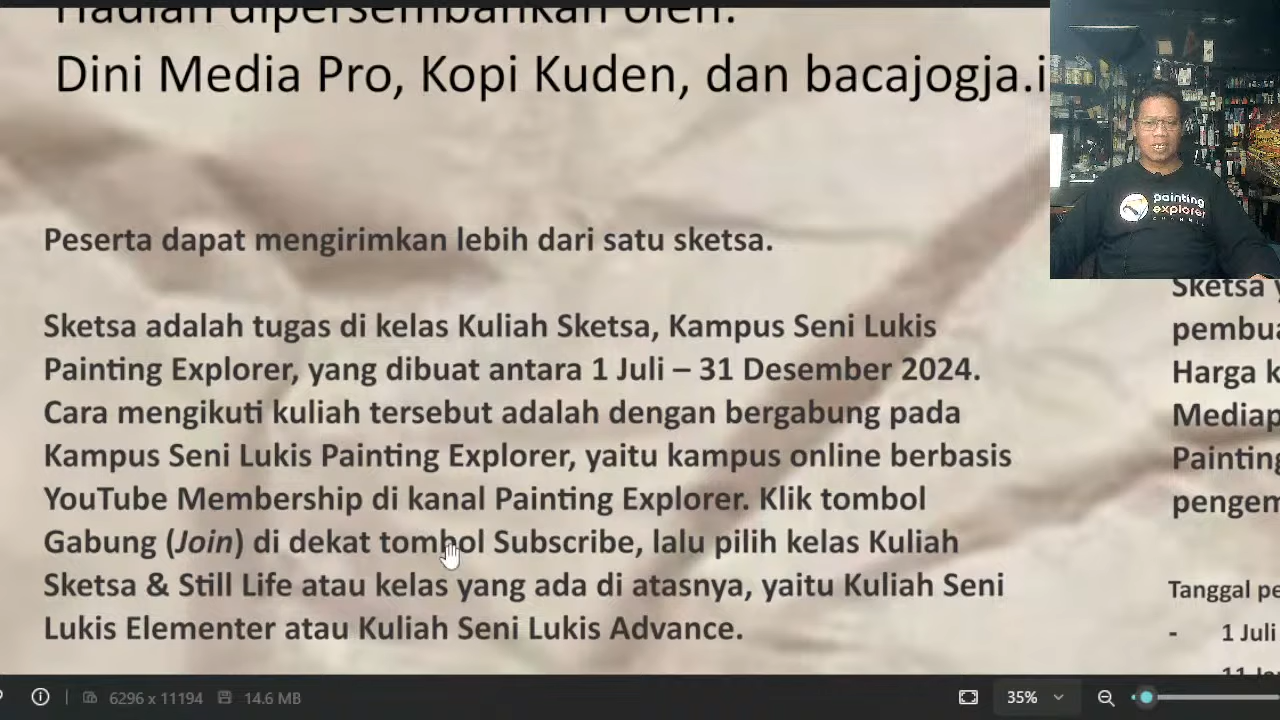 Hadiah dipersembahkan oleh:
Dini Media Pro, Kopi Kuden, dan bacajogja.i
painting
explorer
Peserta dapat mengirimkan lebih dari satu sketsa.
Sketsa adalah tugas di kelas Kuliah Sketsa, Kampus Seni Lukis
Painting Explorer, yang dibuat antara 1 Juli – 31 Desember 2024.
Cara mengikuti kuliah tersebut adalah dengan bergabung pada
Kampus Seni Lukis Painting Explorer, yaitu kampus online berbasis
YouTube Membership di kanal Painting Explorer. Klik tombol
Gabung (Join) di dekat tombol Subscribe, lalu pilih kelas Kuliah
Sketsa & Still Life atau kelas yang ada di atasnya, yaitu Kuliah Seni
Lukis Elementer atau Kuliah Seni Lukis Advance.
Sketsa y
pembua
Harga k
Mediap
Painting
pengem
Tanggal pe
- 1 Juli
6296 x 11194 14.6 MB
35%